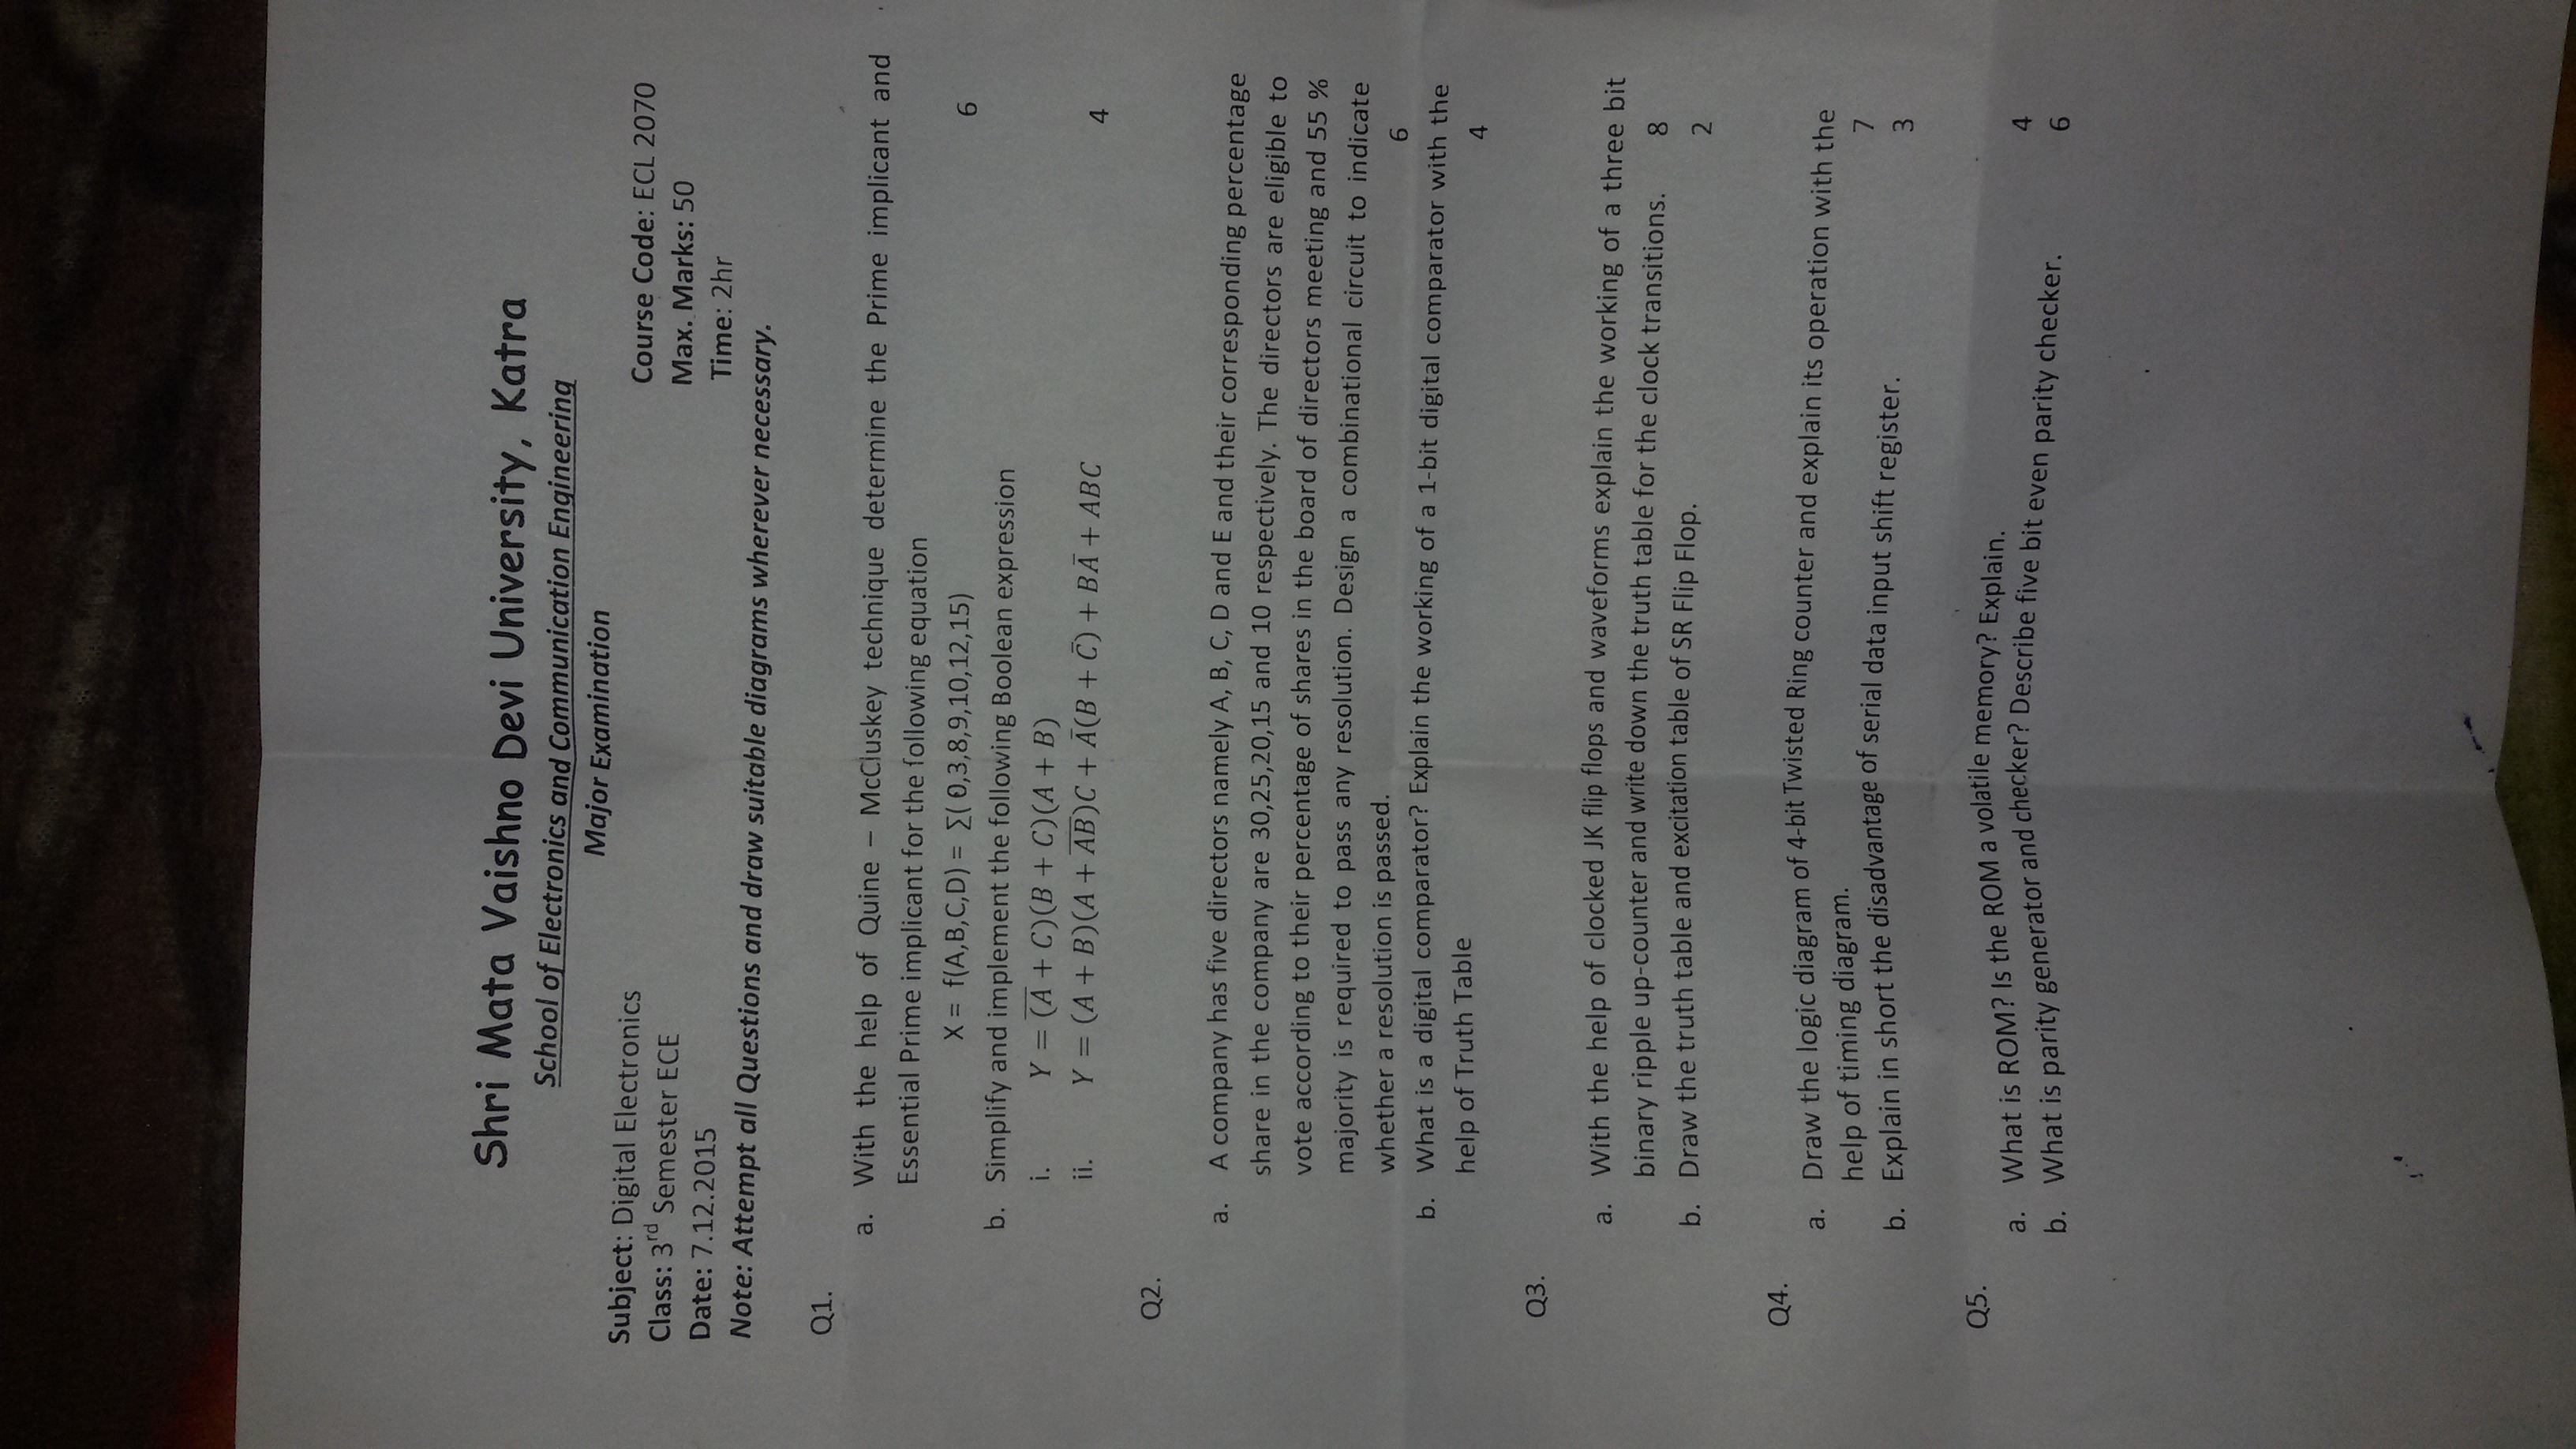 Shri Mata Vaishno Devi University, Katra
School of Electronics and Communication Engineering
Major Examination
Subject: Digital Electronics
Course Code: ECL 2070
Class: 3rd Semester ECE
Max. Marks: 50
Date: 7.12.2015
Time: 2hr
Note: Attempt all Questions and draw suitable diagrams wherever necessary.
Q1.
a. With the help of Quine – McCluskey technique determine the Prime implicant and
Essential Prime implicant for the following equation
X = f(A,B,C,D) = ∑( 0,3,8,9,10,12,15) 6
b. Simplify and implement the following Boolean expression
i. Y = (A̅ + C)(B + C)(A + B)
ii. Y = (A + B)(A + A̅B̅)C + A̅(B + C̅) + BA̅ + ABC 4
Q2.
a. A company has five directors namely A, B, C, D and E and their corresponding percentage
share in the company are 30,25,20,15 and 10 respectively. The directors are eligible to
vote according to their percentage of shares in the board of directors meeting and 55 %
majority is required to pass any resolution. Design a combinational circuit to indicate
whether a resolution is passed. 6
b. What is a digital comparator? Explain the working of a 1-bit digital comparator with the
help of Truth Table 4
Q3.
a. With the help of clocked JK flip flops and waveforms explain the working of a three bit
binary ripple up-counter and write down the truth table for the clock transitions. 8
b. Draw the truth table and excitation table of SR Flip Flop. 2
Q4.
a. Draw the logic diagram of 4-bit Twisted Ring counter and explain its operation with the
help of timing diagram. 7
b. Explain in short the disadvantage of serial data input shift register. 3
Q5.
a. What is ROM? Is the ROM a volatile memory? Explain. 4
b. What is parity generator and checker? Describe five bit even parity checker. 6